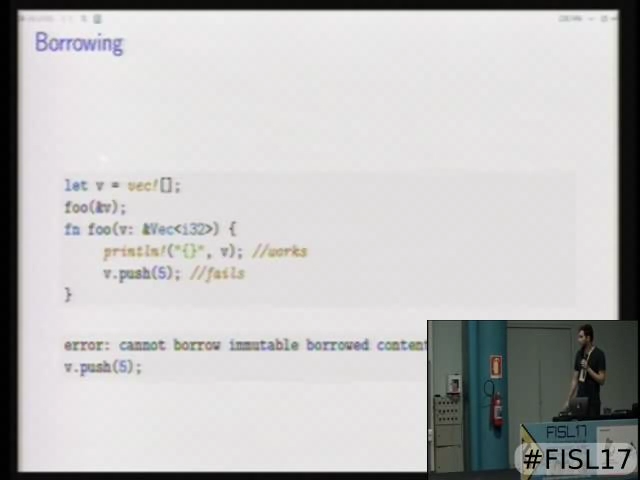 Borrowing
let v = vec![];
foo(&v);
fn foo(v: &Vec<i32>) {
println!("{}", v); //works
v.push(5); //fails
}
error: cannot borrow immutable borrowed content
v.push(5);
FISL17
#FISL17